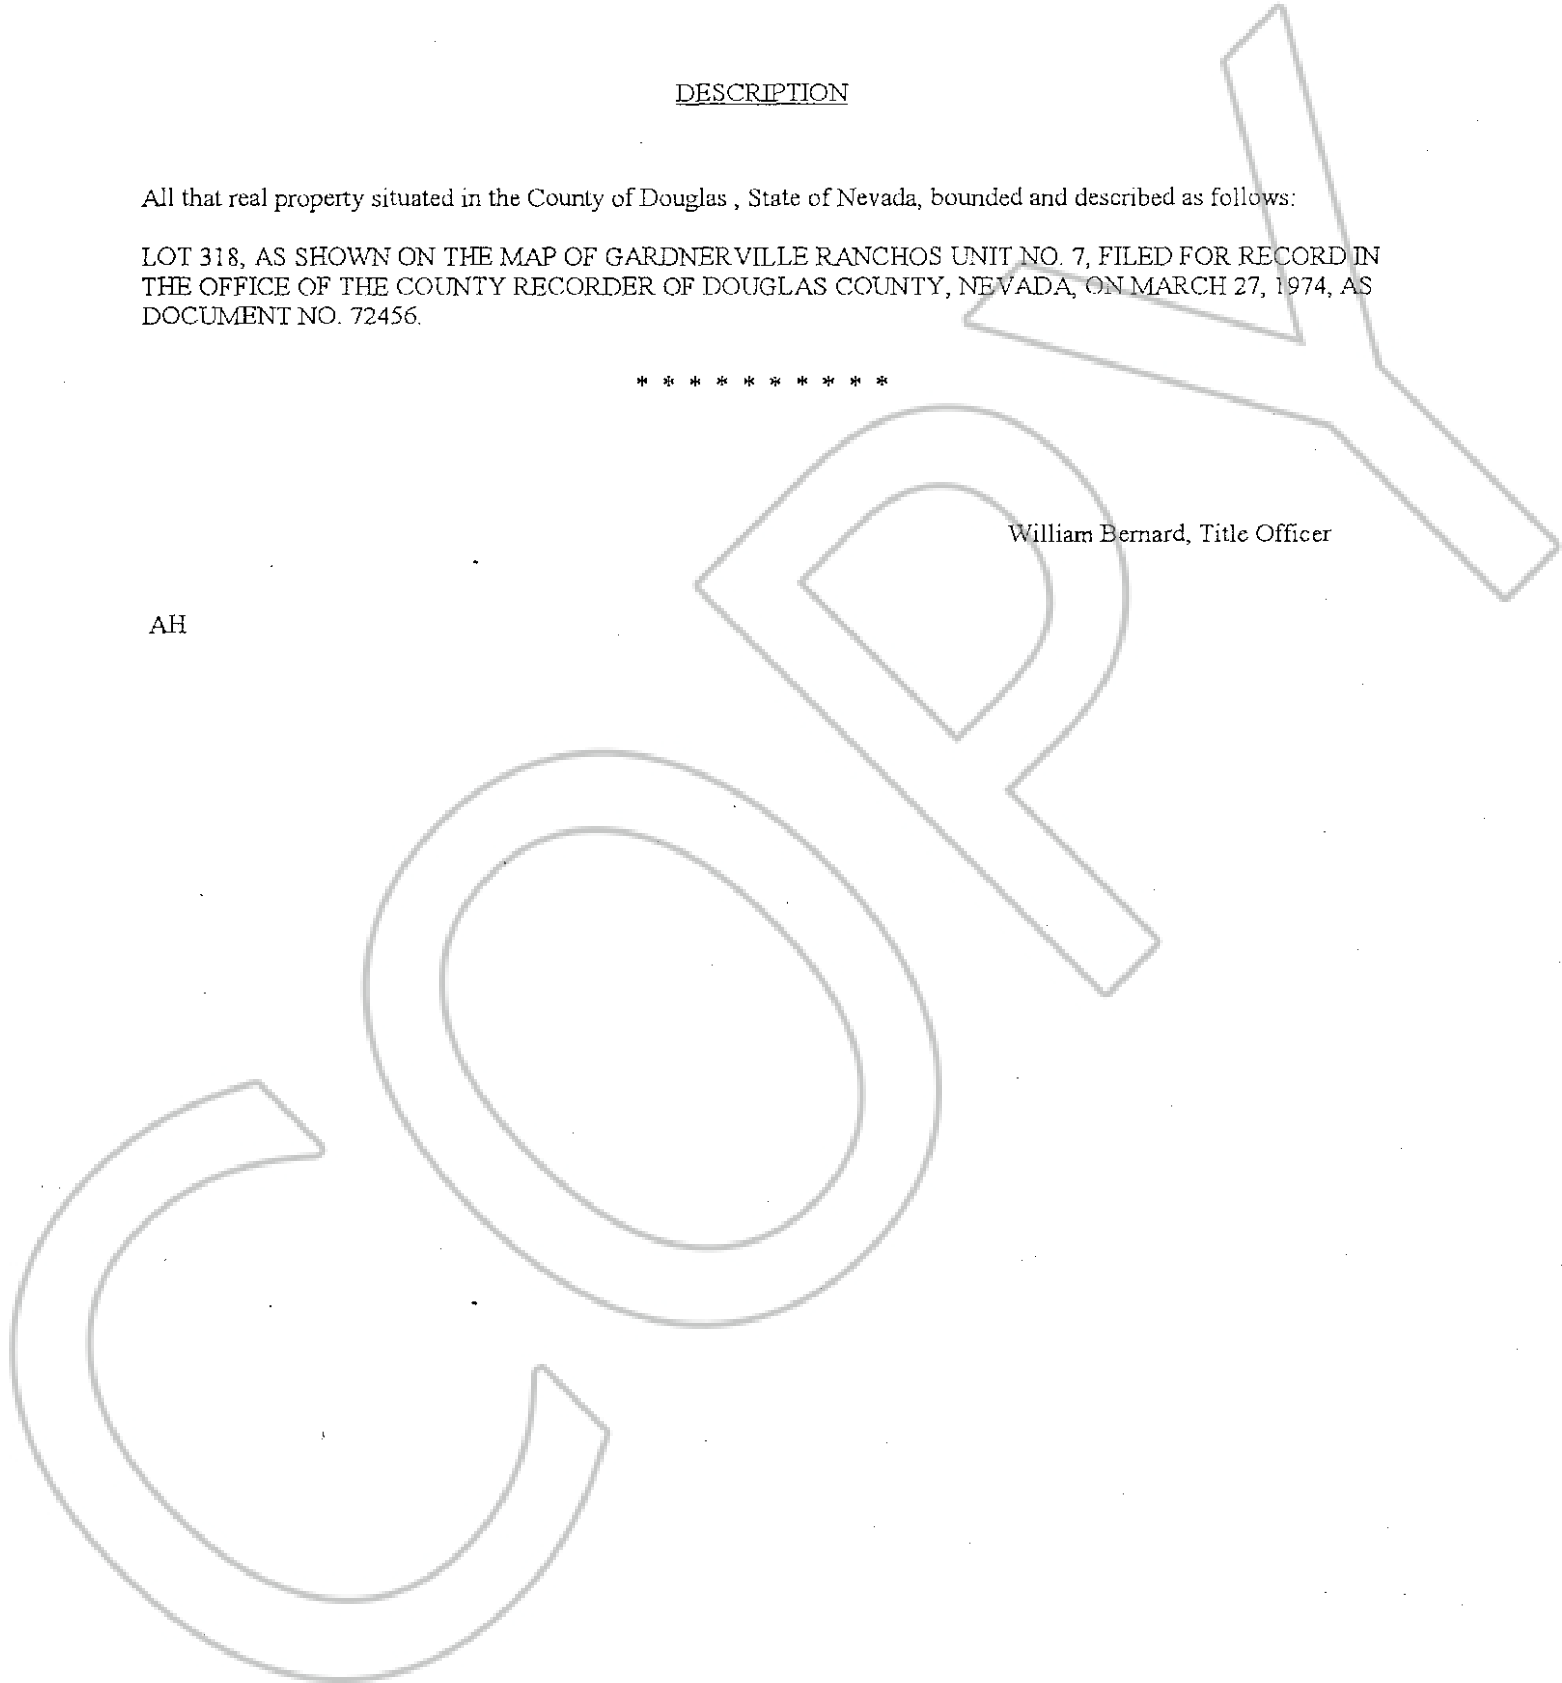 DESCRIPTION
All that real property situated in the County of Douglas , State of Nevada, bounded and described as follows:
LOT 318, AS SHOWN ON THE MAP OF GARDNERVILLE RANCHOS UNIT NO. 7, FILED FOR RECORD IN
THE OFFICE OF THE COUNTY RECORDER OF DOUGLAS COUNTY, NEVADA, ON MARCH 27, 1974, AS
DOCUMENT NO. 72456.
* * * * * * * * * *
William Bernard, Title Officer
AH
COPY